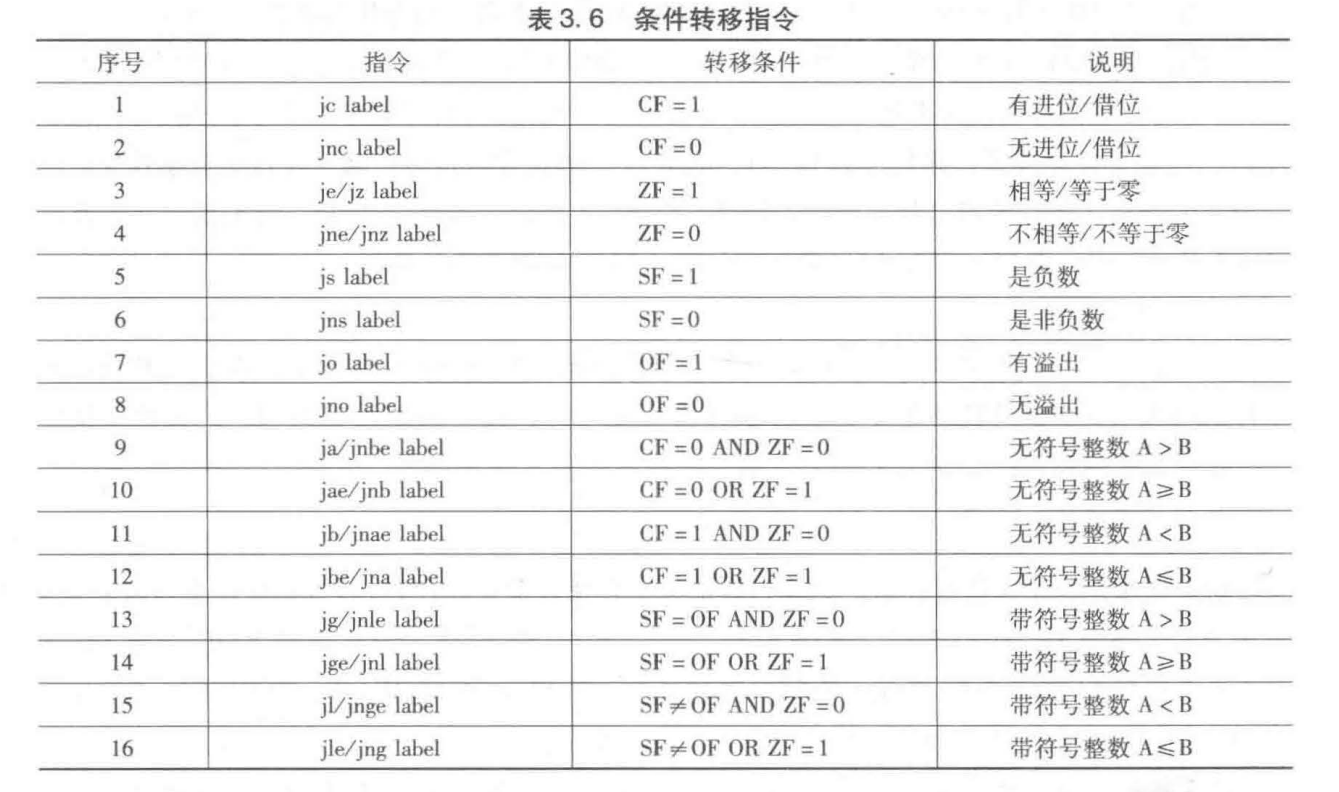 表3.6 条件转移指令
序号 指令 转移条件 说明
1 jc label CF=1 有进位/借位
2 jnc label CF=0 无进位/借位
3 je/jz label ZF=1 相等/等于零
4 jne/jnz label ZF=0 不相等/不等于零
5 js label SF=1 是负数
6 jns label SF=0 是非负数
7 jo label OF=1 有溢出
8 jno label OF=0 无溢出
9 ja/jnbe label CF=0 AND ZF=0 无符号整数 A>B
10 jae/jnb label CF=0 OR ZF=1 无符号整数 A≥B
11 jb/jnae label CF=1 AND ZF=0 无符号整数 A<B
12 jbe/jna label CF=1 OR ZF=1 无符号整数 A≤B
13 jg/jnle label SF=OF AND ZF=0 带符号整数 A>B
14 jge/jnl label SF=OF OR ZF=1 带符号整数 A≥B
15 jl/jnge label SF≠OF AND ZF=0 带符号整数 A<B
16 jle/jng label SF≠OF OR ZF=1 带符号整数 A≤B